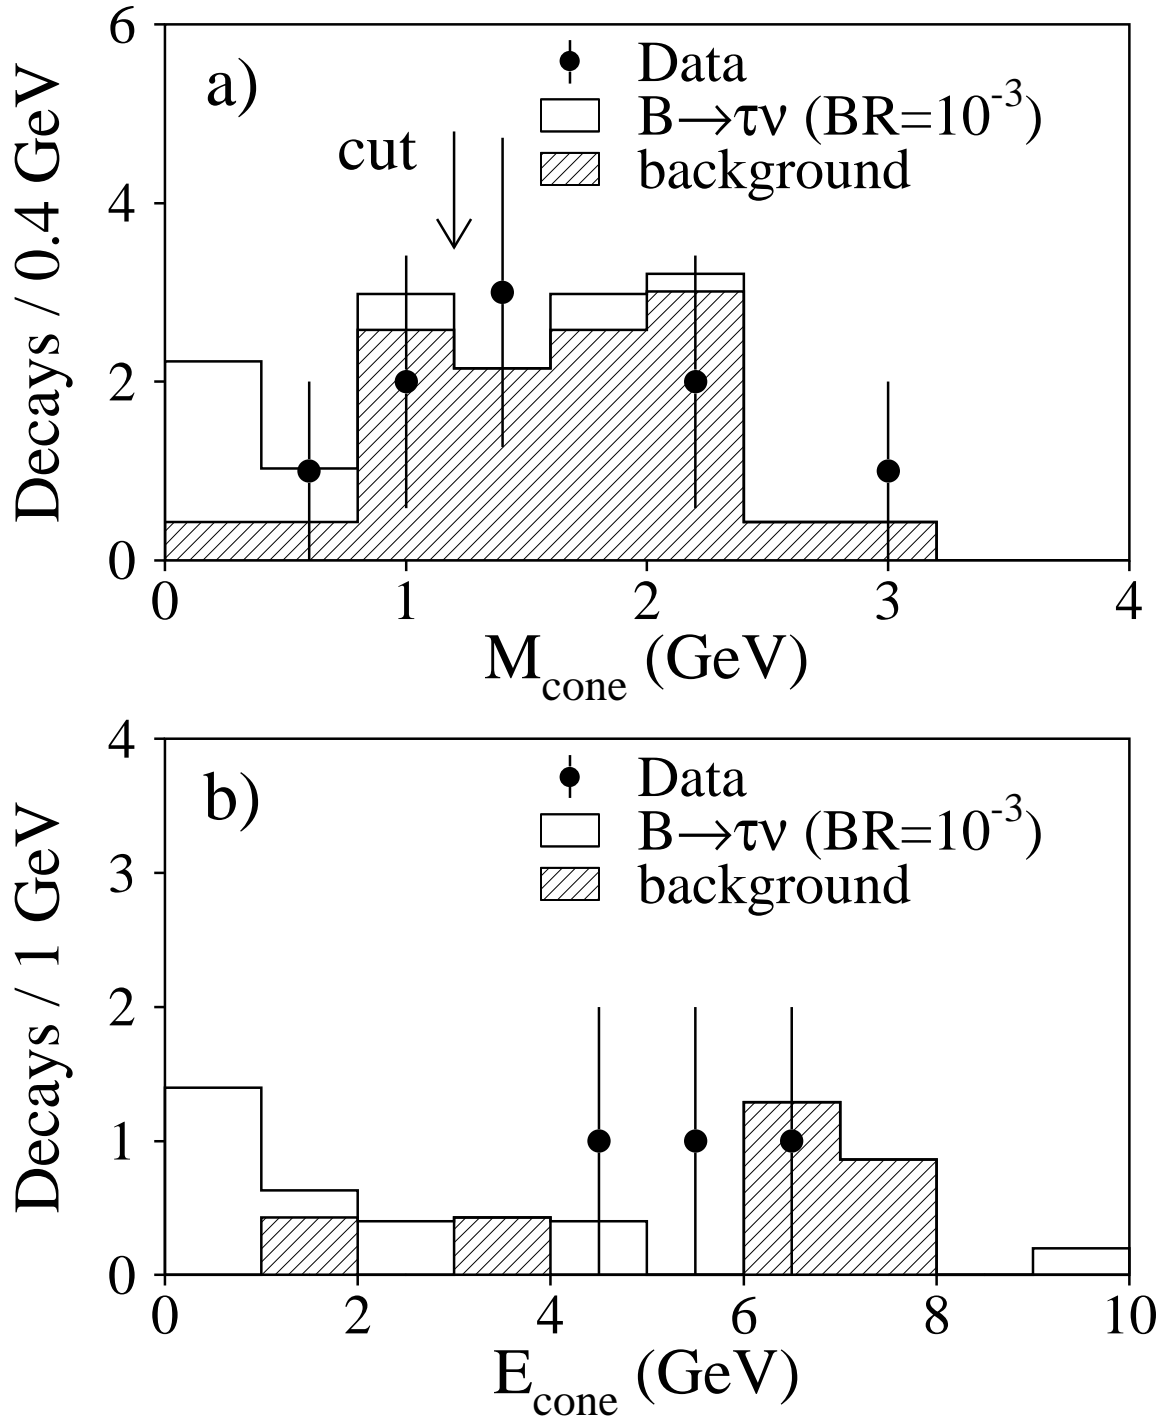 6
a)
Data
B→τν (BR=10⁻³)
background
cut
4
2
0
Decays / 0.4 GeV
0 1 2 3 4
M_cone (GeV)
4
b)
Data
B→τν (BR=10⁻³)
background
3
2
1
0
Decays / 1 GeV
0 2 4 6 8 10
E_cone (GeV)